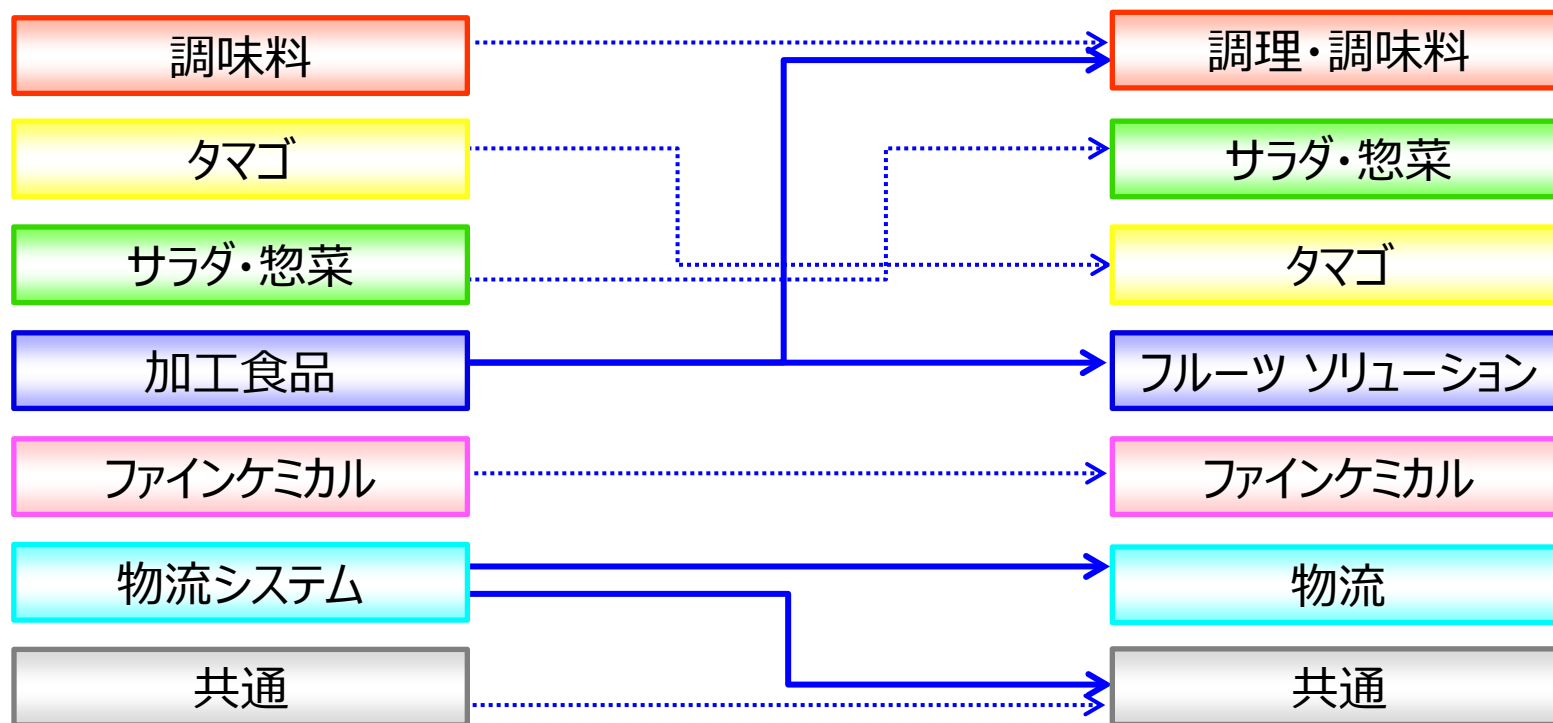 調味料
タマゴ
サラダ・惣菜
加工食品
ファインケミカル
物流システム
共通
調理・調味料
サラダ・惣菜
タマゴ
フルーツ ソリューション
ファインケミカル
物流
共通